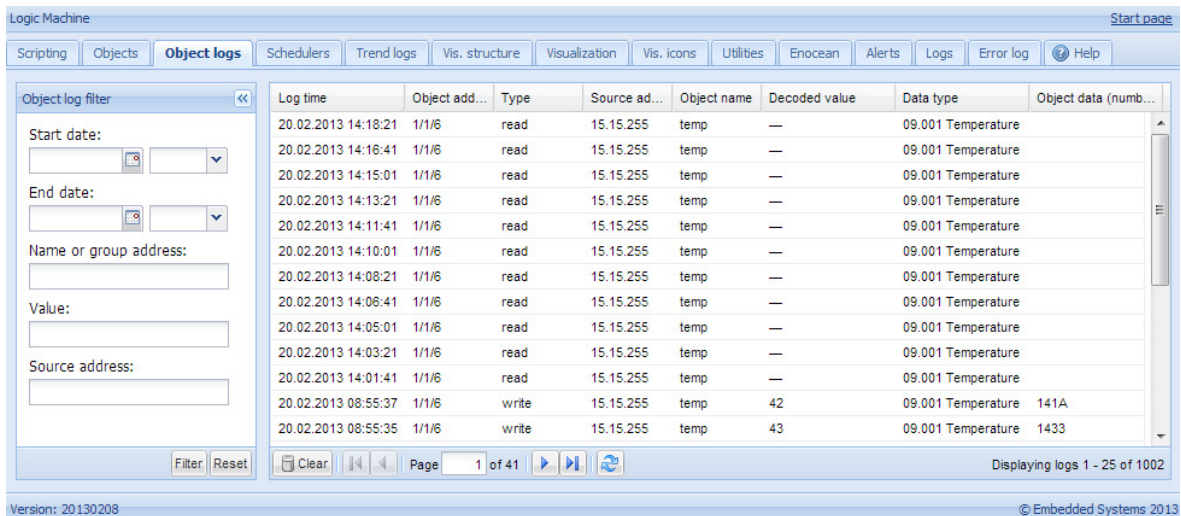 Logic Machine Start page
Scripting Objects Object logs Schedulers Trend logs Vis. structure Visualization Vis. icons Utilities Enocean Alerts Logs Error log Help
Object log filter
Start date:
End date:
Name or group address:
Value:
Source address:
Filter Reset
Log time Object add... Type Source ad... Object name Decoded value Data type Object data (numb...
20.02.2013 14:18:21 1/1/6 read 15.15.255 temp — 09.001 Temperature
20.02.2013 14:16:41 1/1/6 read 15.15.255 temp — 09.001 Temperature
20.02.2013 14:15:01 1/1/6 read 15.15.255 temp — 09.001 Temperature
20.02.2013 14:13:21 1/1/6 read 15.15.255 temp — 09.001 Temperature
20.02.2013 14:11:41 1/1/6 read 15.15.255 temp — 09.001 Temperature
20.02.2013 14:10:01 1/1/6 read 15.15.255 temp — 09.001 Temperature
20.02.2013 14:08:21 1/1/6 read 15.15.255 temp — 09.001 Temperature
20.02.2013 14:06:41 1/1/6 read 15.15.255 temp — 09.001 Temperature
20.02.2013 14:05:01 1/1/6 read 15.15.255 temp — 09.001 Temperature
20.02.2013 14:03:21 1/1/6 read 15.15.255 temp — 09.001 Temperature
20.02.2013 14:01:41 1/1/6 read 15.15.255 temp — 09.001 Temperature
20.02.2013 08:55:37 1/1/6 write 15.15.255 temp 42 09.001 Temperature 141A
20.02.2013 08:55:35 1/1/6 write 15.15.255 temp 43 09.001 Temperature 1433
Clear Page 1 of 41 Displaying logs 1 - 25 of 1002
Version: 20130208 © Embedded Systems 2013